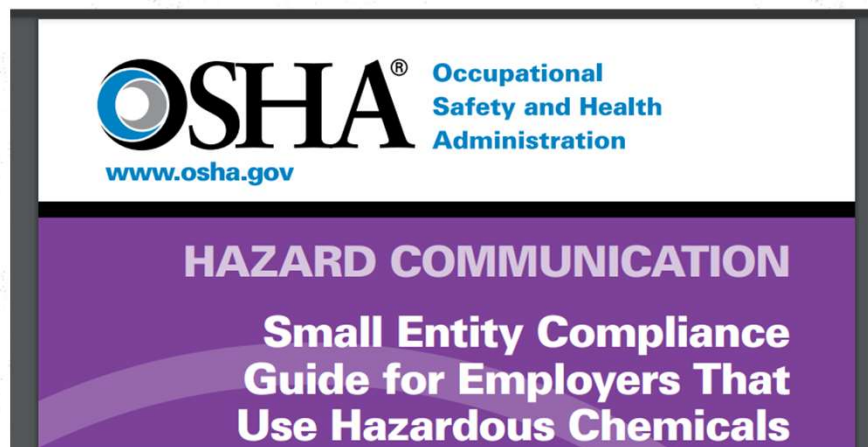 OSHA®
www.osha.gov
Occupational
Safety and Health
Administration
HAZARD COMMUNICATION
Small Entity Compliance
Guide for Employers That
Use Hazardous Chemicals